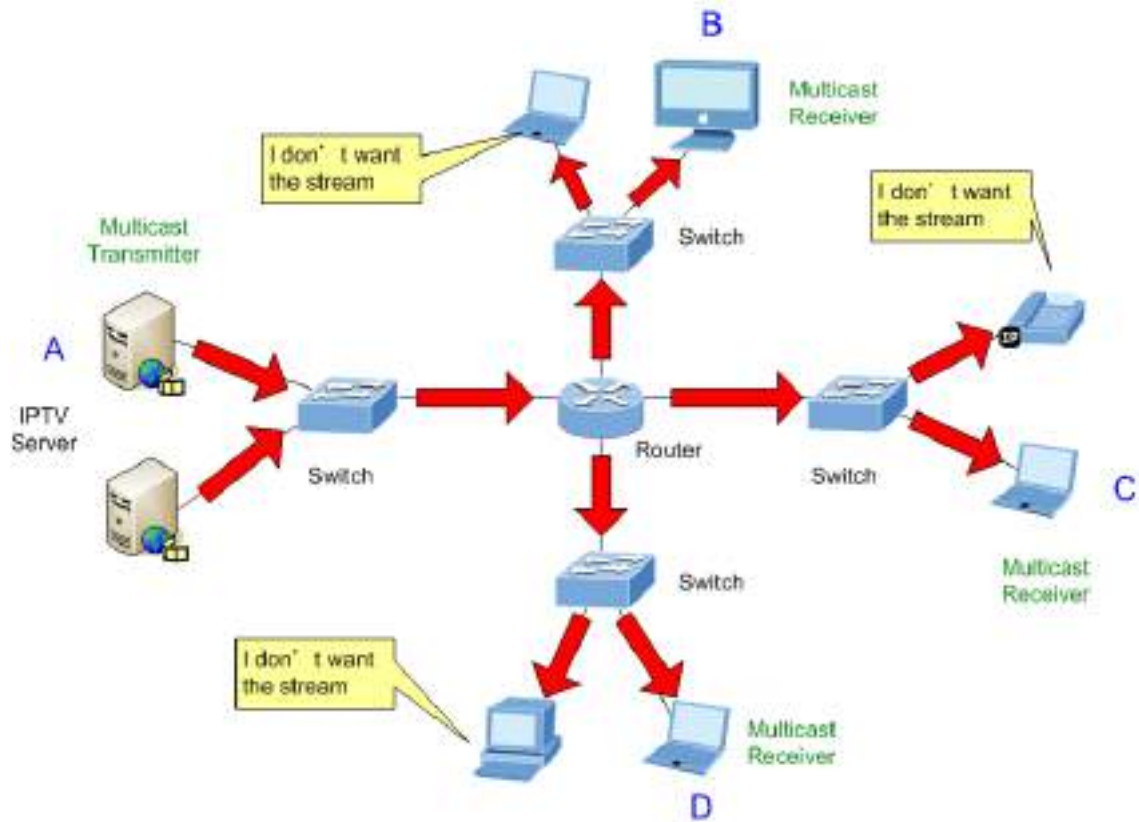 B
Multicast
Receiver
I don't want
the stream
I don't want
the stream
Switch
Multicast
Transmitter
A
IPTV
Server
Switch
Router
Switch
C
Switch
Multicast
Receiver
I don't want
the stream
Multicast
Receiver
D